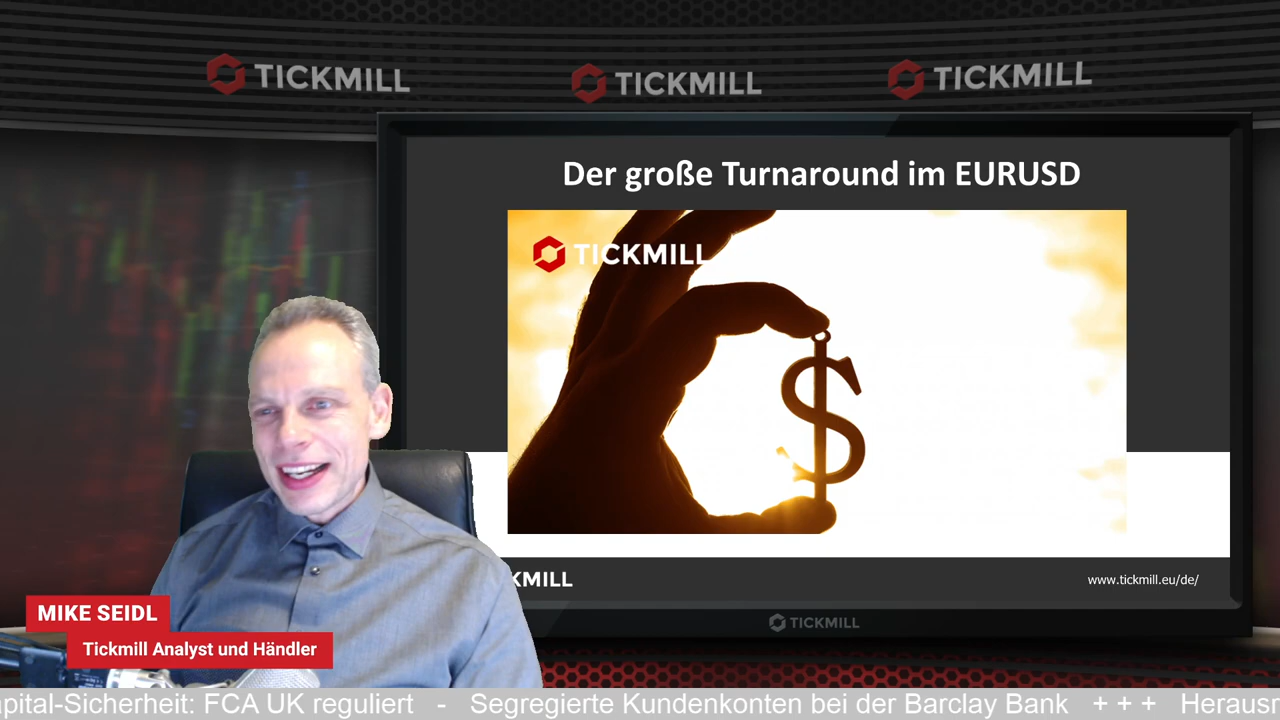 TICKMILL
TICKMILL
TICKMILL
Der große Turnaround im EURUSD
TICKMILL
KMILL
www.tickmill.eu/de/
TICKMILL
MIKE SEIDL
Tickmill Analyst und Händler
apital-Sicherheit: FCA UK reguliert - Segregierte Kundenkonten bei der Barclay Bank + + + Herausr